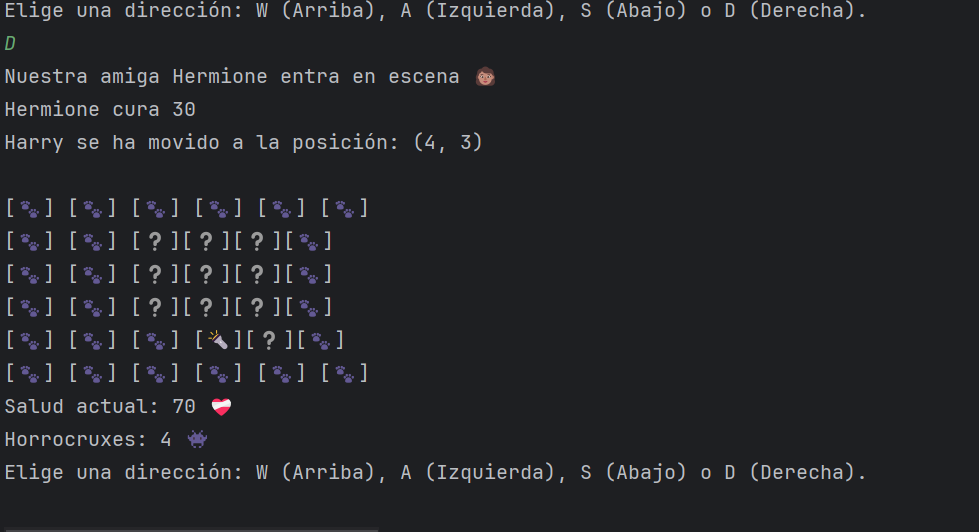 Elige una dirección: W (Arriba), A (Izquierda), S (Abajo) o D (Derecha).
D
Nuestra amiga Hermione entra en escena 👩🏽
Hermione cura 30
Harry se ha movido a la posición: (4, 3)
[🐾] [🐾] [🐾] [🐾] [🐾] [🐾]
[🐾] [🐾] [❔][❔][❔][🐾]
[🐾] [🐾] [❔][❔][❔][🐾]
[🐾] [🐾] [❔][❔][❔][🐾]
[🐾] [🐾] [🐾] [🔦][❔][🐾]
[🐾] [🐾] [🐾] [🐾] [🐾] [🐾]
Salud actual: 70 ❤️‍🩹
Horrocruxes: 4 👾
Elige una dirección: W (Arriba), A (Izquierda), S (Abajo) o D (Derecha).